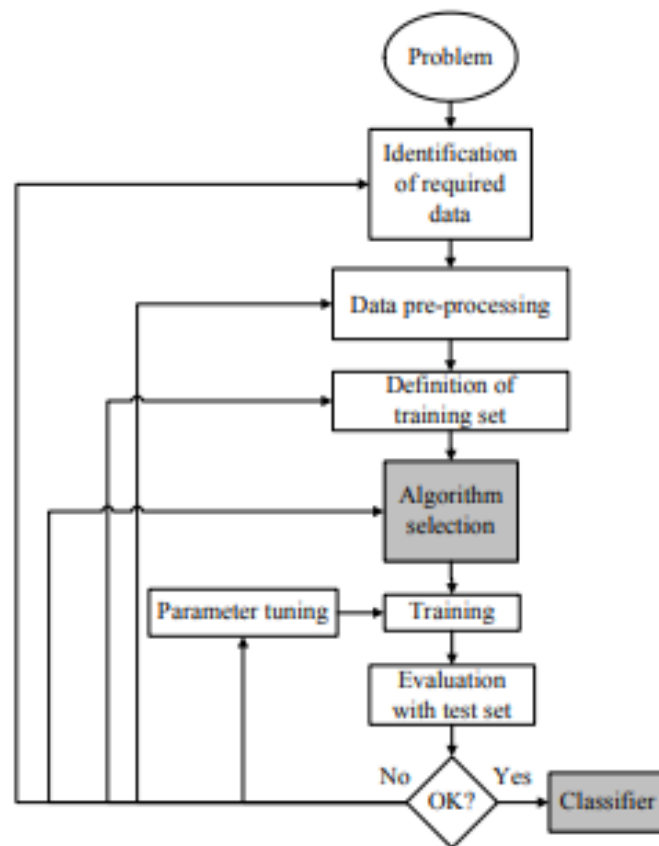 Problem
Identification
of required
data
Data pre-processing
Definition of
training set
Algorithm
selection
Parameter tuning
Training
Evaluation
with test set
No
Yes
OK?
Classifier